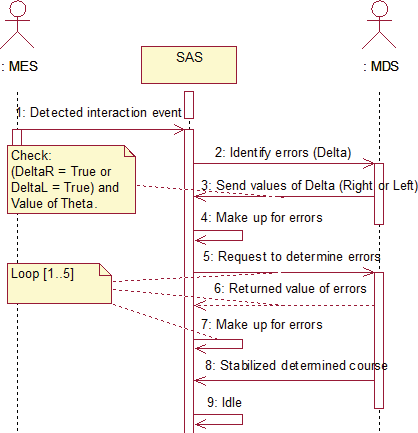 SAS
: MES
: MDS
1: Detected interaction event
Check:
(DeltaR = True or
DeltaL = True) and
Value of Theta.
2: Identify errors (Delta)
3: Send values of Delta (Right or Left)
4: Make up for errors
5: Request to determine errors
Loop [1..5]
6: Returned value of errors
7: Make up for errors
8: Stabilized determined course
9: Idle